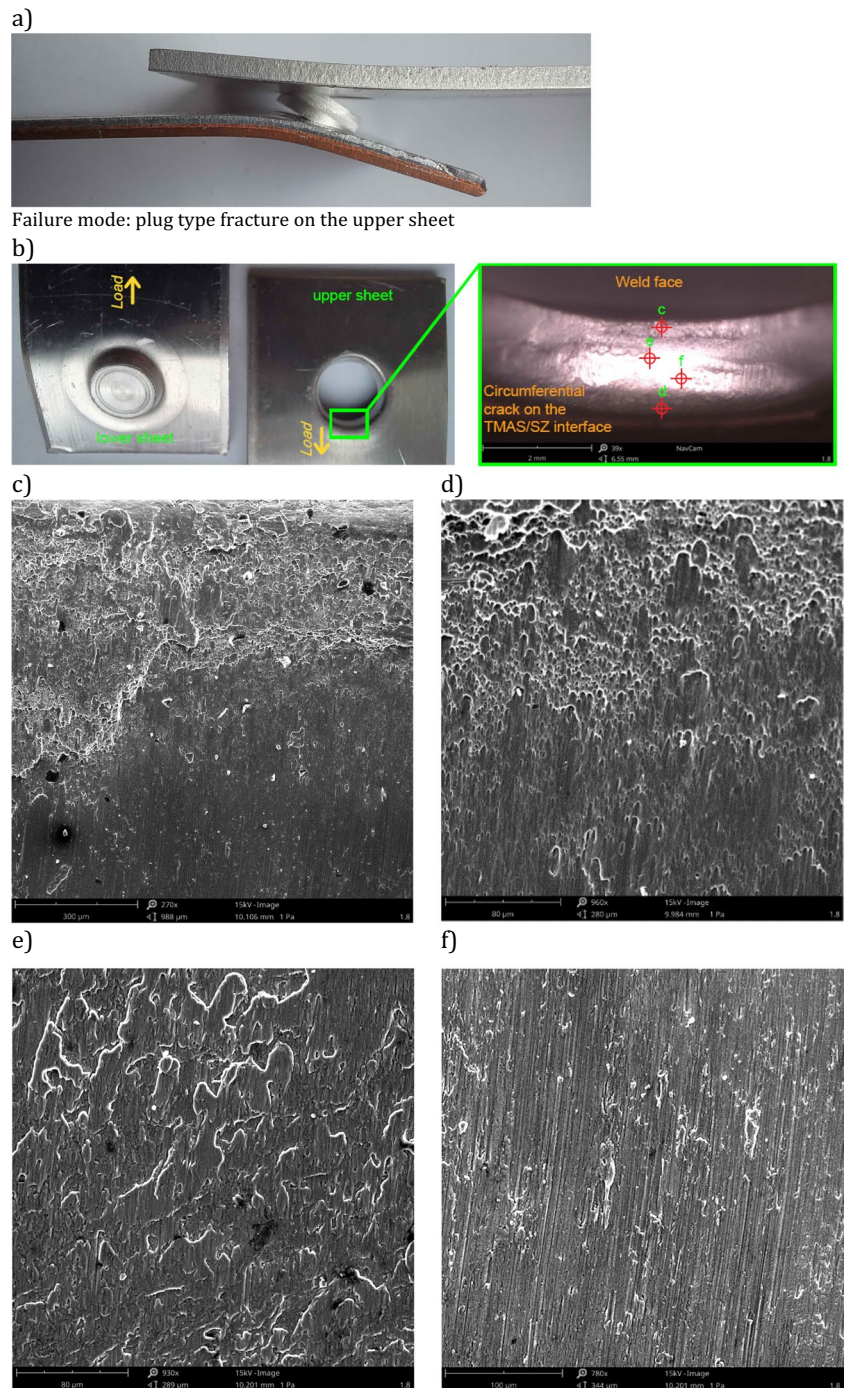 a)
Failure mode: plug type fracture on the upper sheet
b)
Load
lower sheet
upper sheet
Load
Weld face
c
e
f
d
Circumferential
crack on the
TMAS/SZ interface
2 mm
39x
6.55 mm
NavCam
1.8
c)
d)
300 µm
270x
988 µm
15kV -Image
10.106 mm 1 Pa
1.8
80 µm
960x
280 µm
15kV -Image
9.984 mm 1 Pa
1.8
e)
f)
80 µm
930x
289 µm
15kV -Image
10.201 mm 1 Pa
1.8
100 µm
780x
344 µm
15kV -Image
10.201 mm 1 Pa
1.8